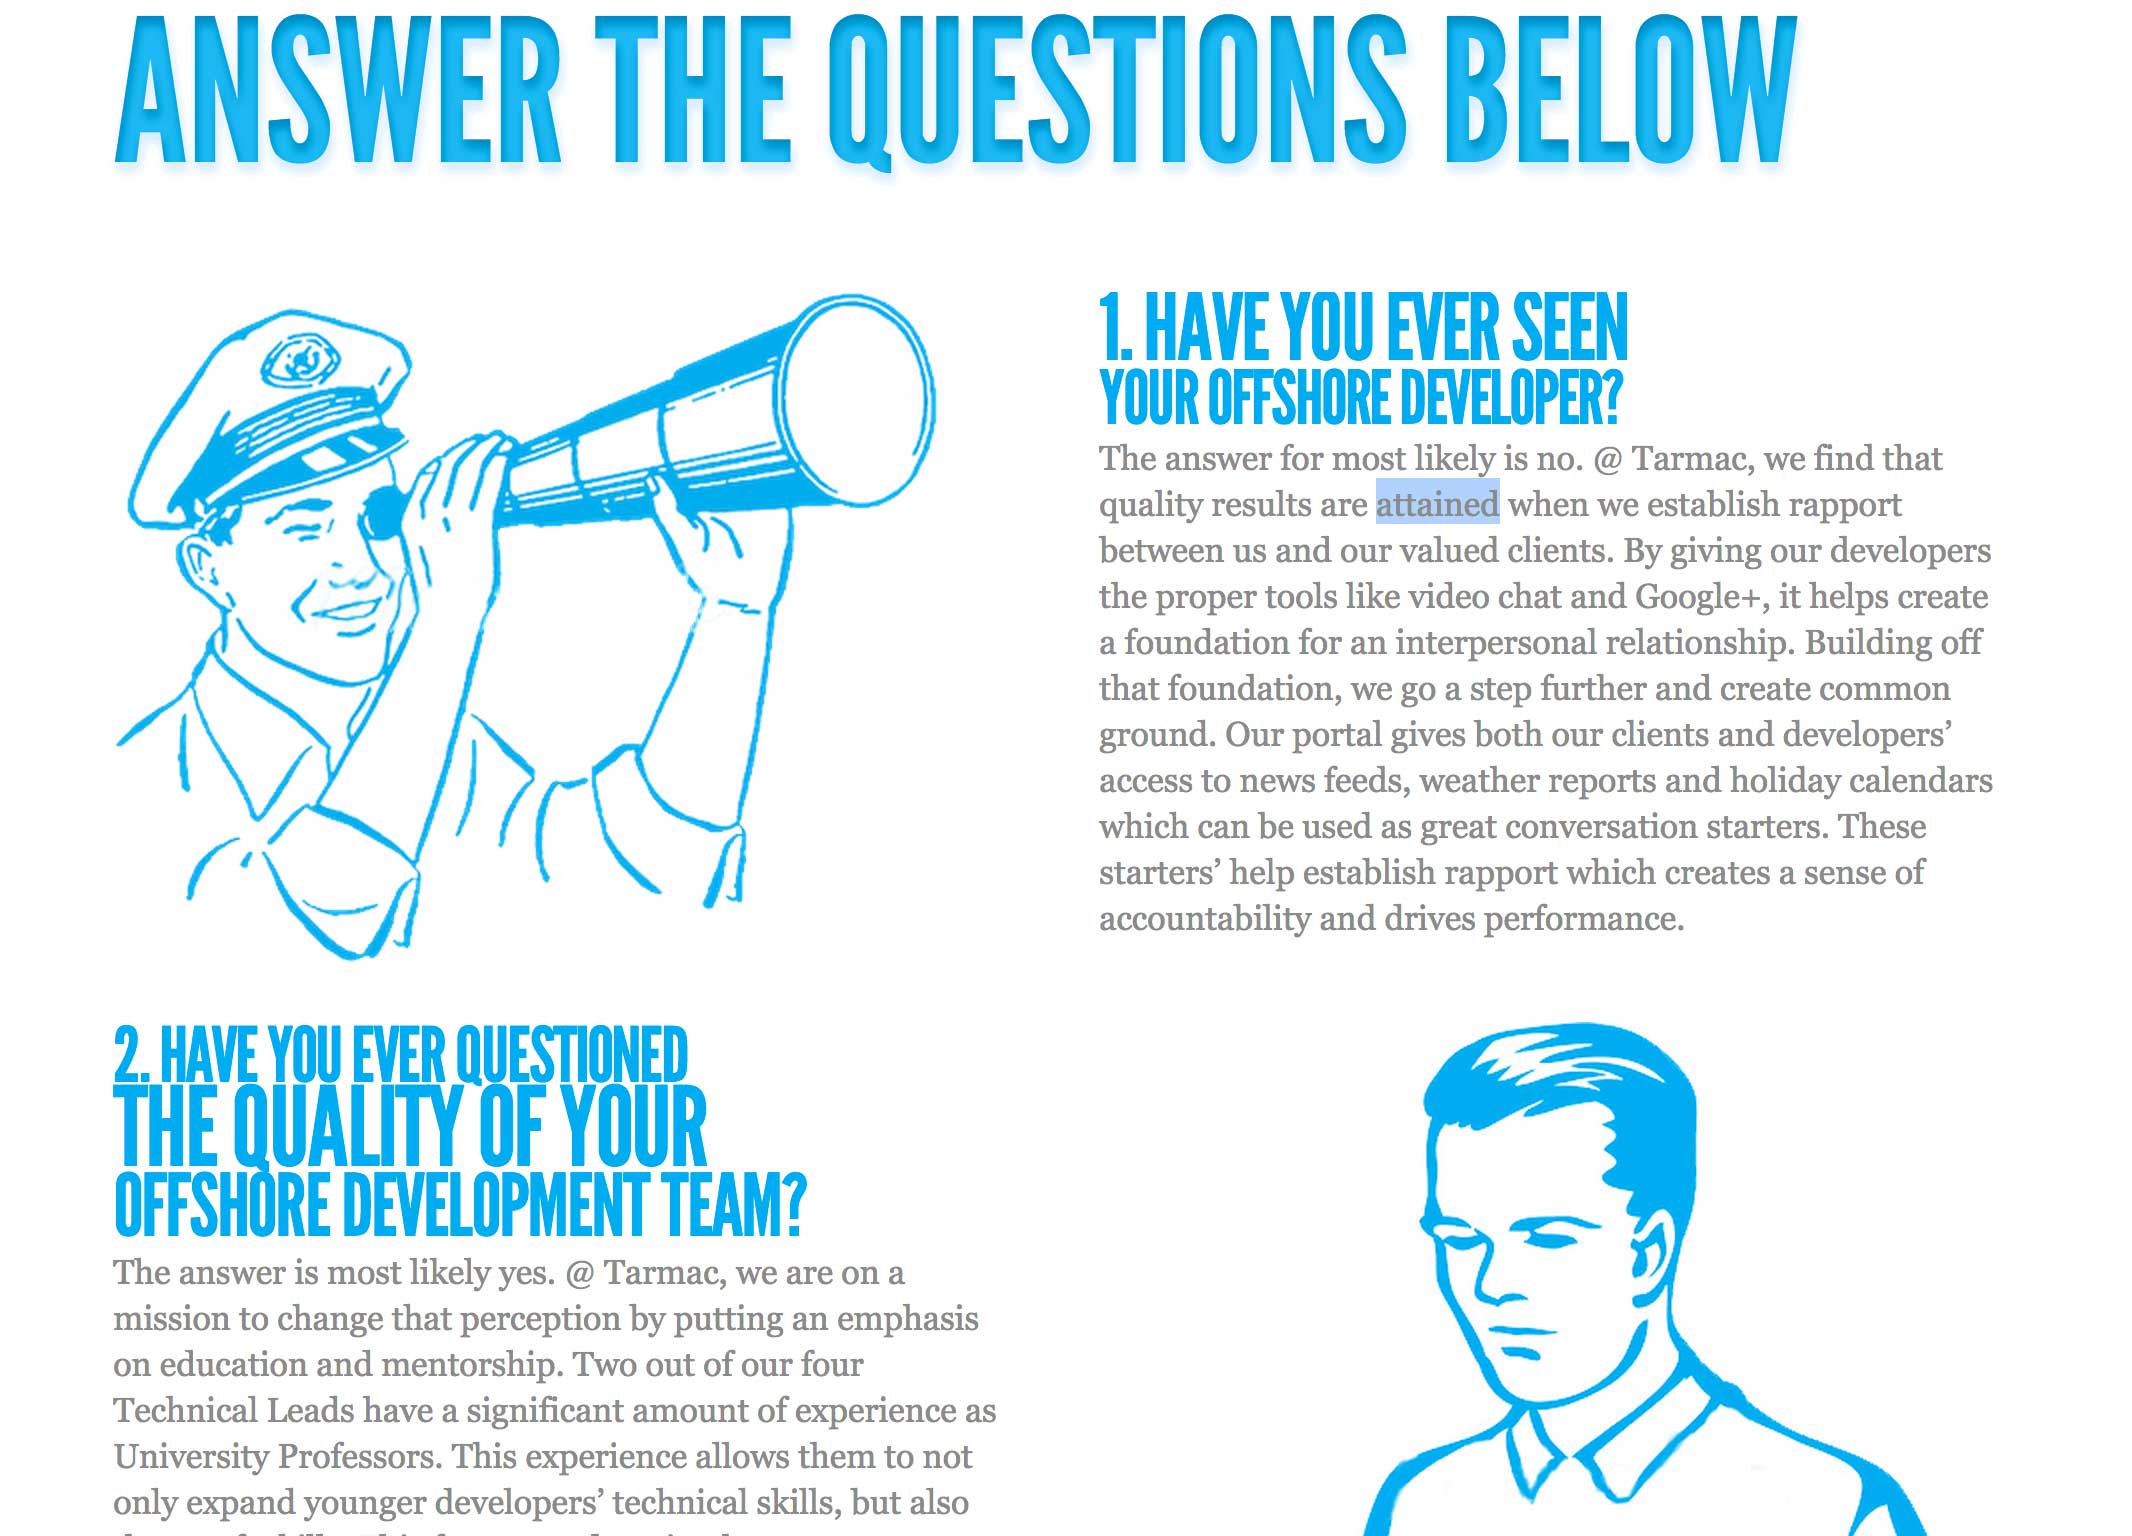 ANSWER THE QUESTIONS BELOW
1. HAVE YOU EVER SEEN
YOUR OFFSHORE DEVELOPER?
The answer for most likely is no. @ Tarmac, we find that
quality results are attained when we establish rapport
between us and our valued clients. By giving our developers
the proper tools like video chat and Google+, it helps create
a foundation for an interpersonal relationship. Building off
that foundation, we go a step further and create common
ground. Our portal gives both our clients and developers’
access to news feeds, weather reports and holiday calendars
which can be used as great conversation starters. These
starters’ help establish rapport which creates a sense of
accountability and drives performance.
2. HAVE YOU EVER QUESTIONED
THE QUALITY OF YOUR
OFFSHORE DEVELOPMENT TEAM?
The answer is most likely yes. @ Tarmac, we are on a
mission to change that perception by putting an emphasis
on education and mentorship. Two out of our four
Technical Leads have a significant amount of experience as
University Professors. This experience allows them to not
only expand younger developers’ technical skills, but also